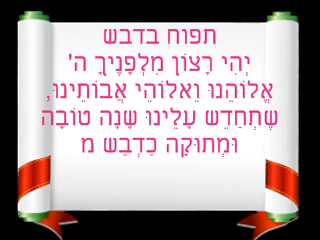 תפוח בדבש
יְהִי רָצוֹן מִלְפָנֶיךָ ה'
אֱלוֹהֵנוּ וֵאלוֹהֵי אֲבוֹתֵינוּ,
שֶׁתְחַדֵש עָלֵינוּ שָנָה טוֹבָה
וּמְתוּקָה כַּדְבַש מ